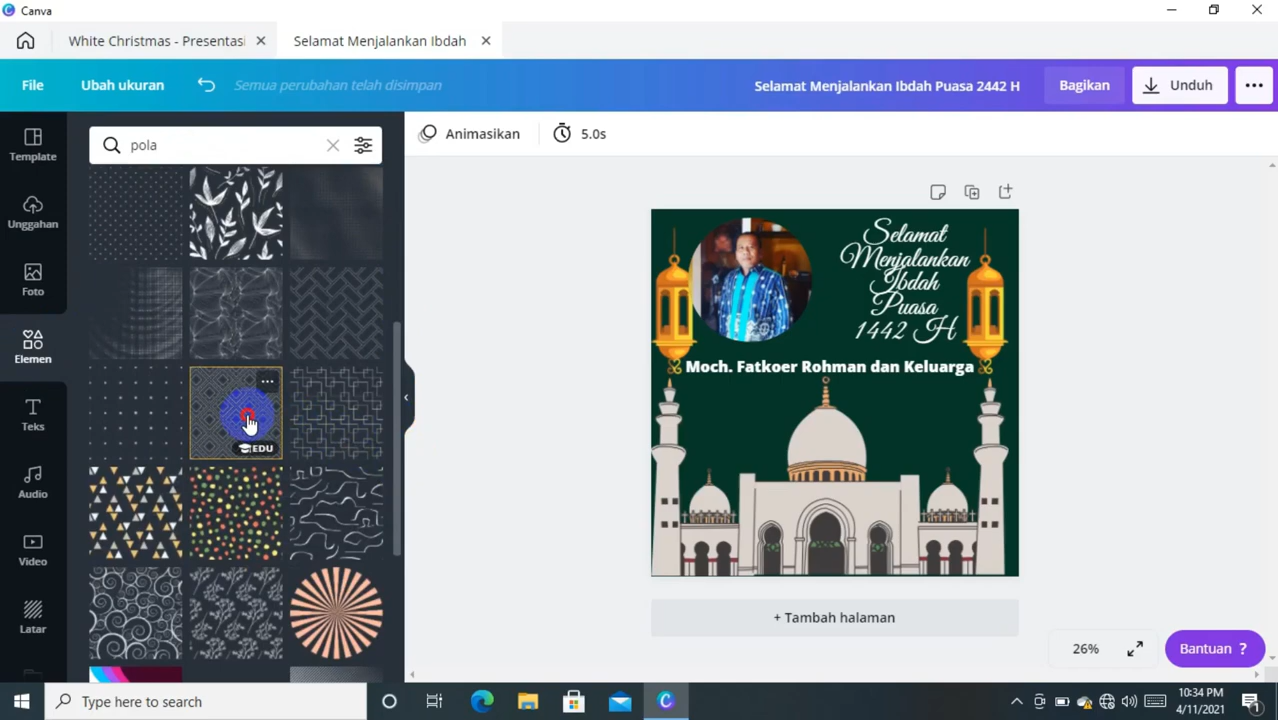 Canva
White Christmas - Presentasi
Selamat Menjalankan Ibdah
File
Ubah ukuran
Semua perubahan telah disimpan
Selamat Menjalankan Ibdah Puasa 2442 H
Bagikan
Unduh
Template
Unggahan
Foto
Elemen
Teks
Audio
Video
Latar
pola
EDU
Animasikan
5.0s
Selamat
Menjalankan
Ibdah
Puasa
1442 H
Moch. Fatkoer Rohman dan Keluarga
+ Tambah halaman
26%
Bantuan ?
Type here to search
10:34 PM
4/11/2021
1